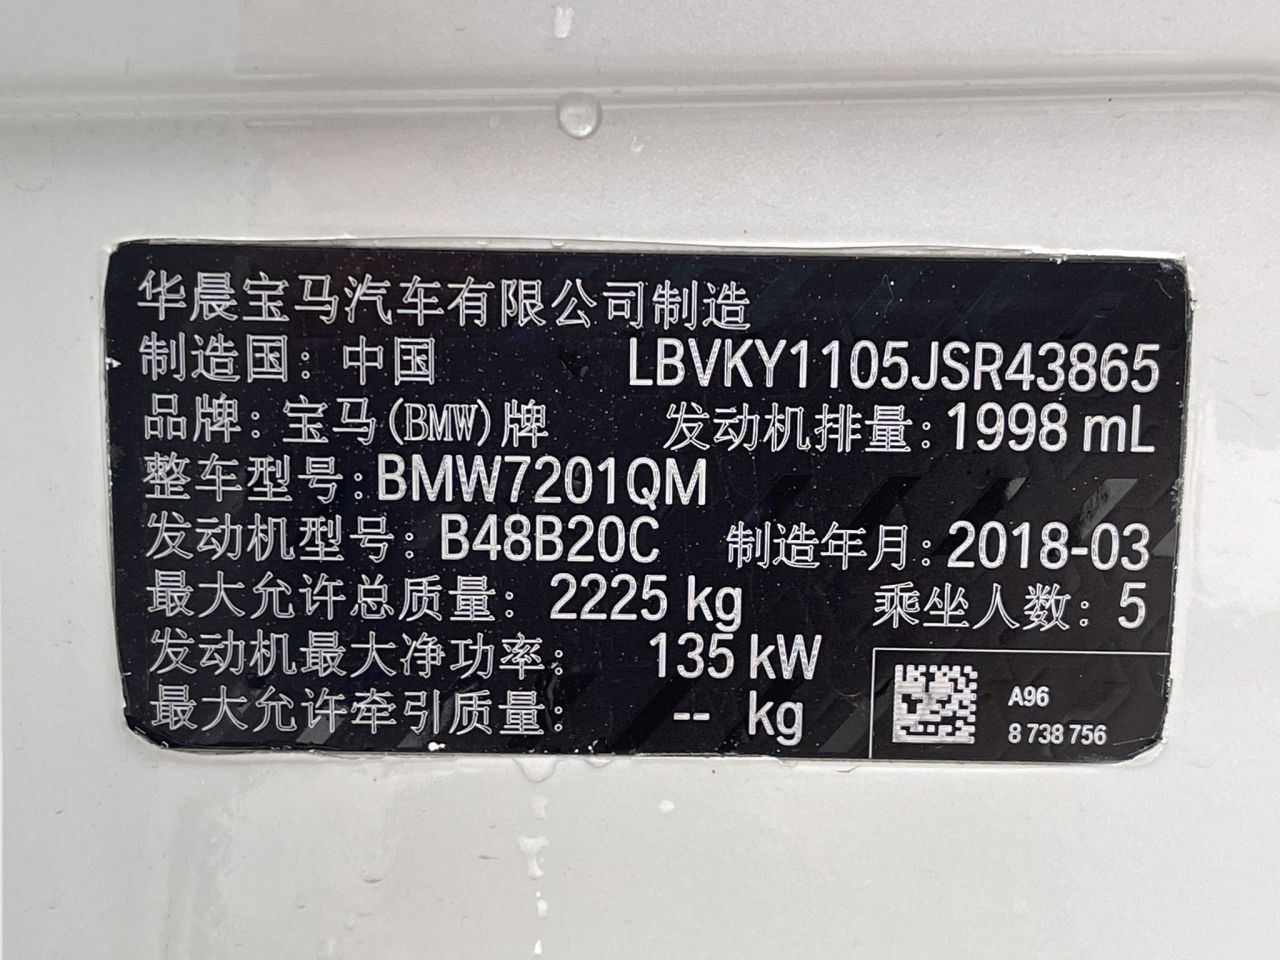 华晨宝马汽车有限公司制造
制造国：中国 LBVKY1105JSR43865
品牌：宝马(BMW)牌 发动机排量：1998 mL
整车型号：BMW7201QM
发动机型号：B48B20C 制造年月：2018-03
最大允许总质量：2225 kg 乘坐人数：5
发动机最大净功率：135 kW
最大允许牵引质量：-- kg
A96
8 738 756